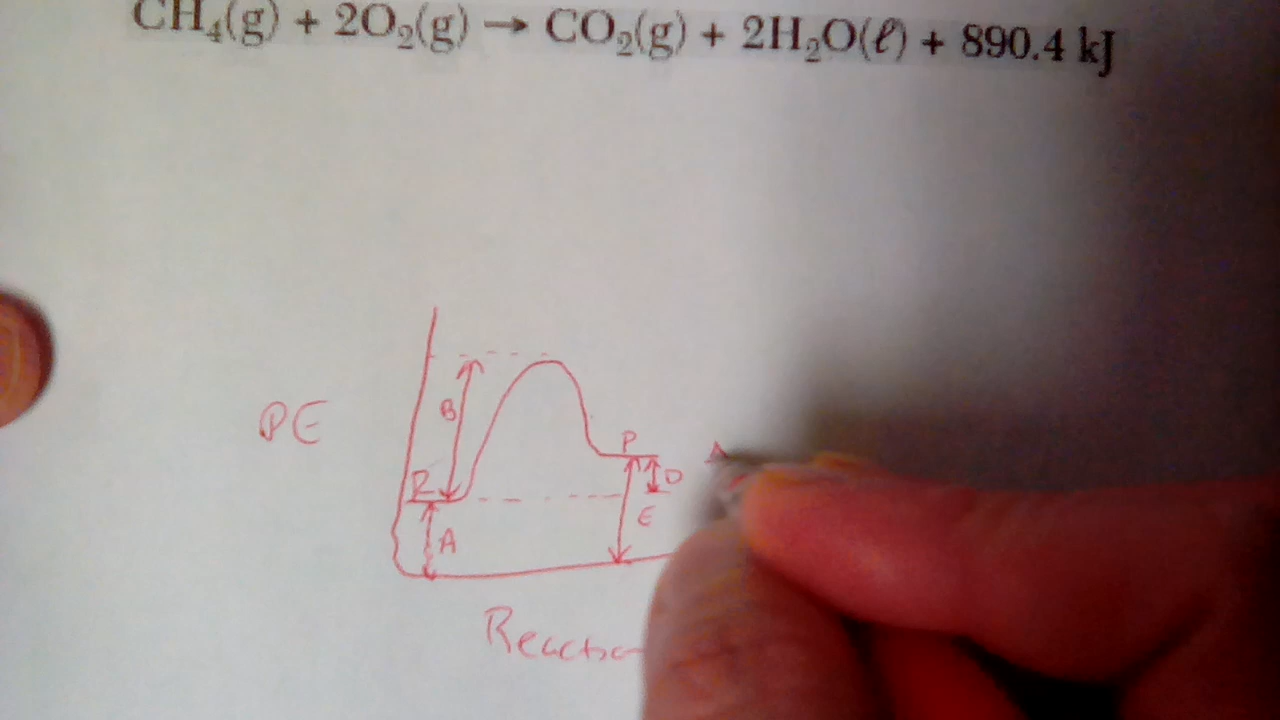 CH₄(g) + 2O₂(g) → CO₂(g) + 2H₂O(ℓ) + 890.4 kJ
B
PE
P
R
D
E
A